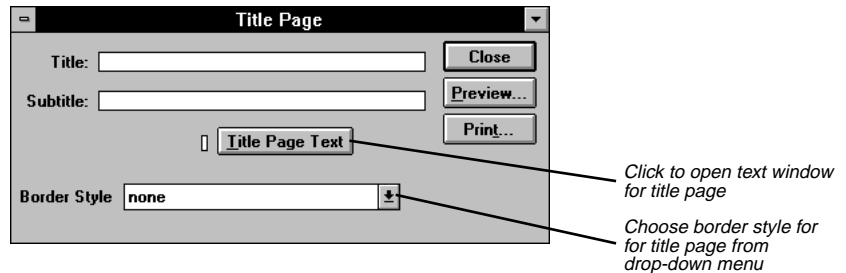 Title Page
Title:
Close
Subtitle:
Preview...
Title Page Text
Print...
Click to open text window
for title page
Border Style
none
Choose border style for
for title page from
drop-down menu